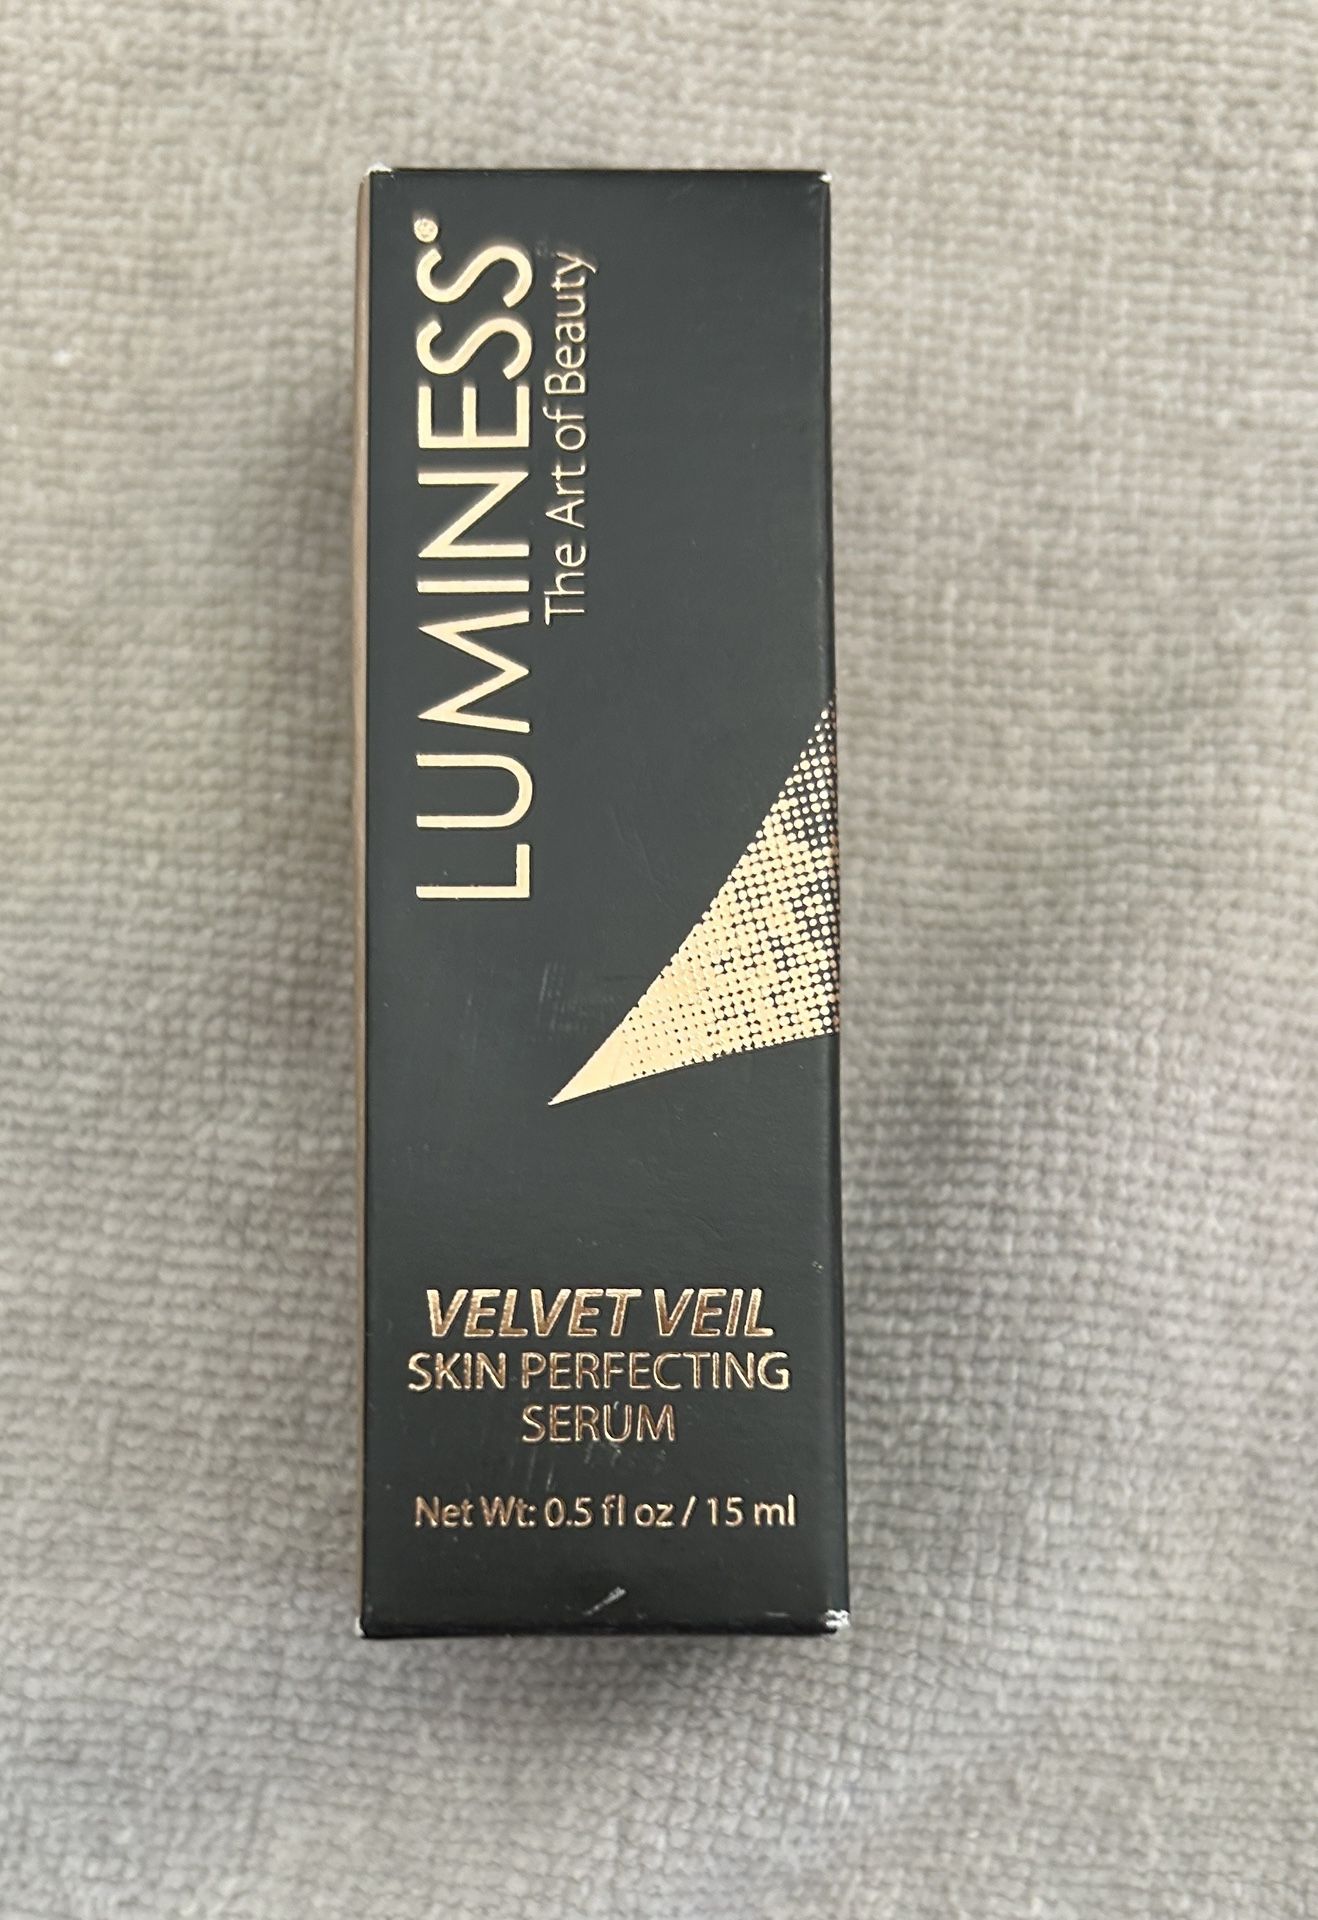 LUMINESS®
The Art of Beauty
VELVET VEIL
SKIN PERFECTING
SERUM
Net Wt: 0.5 fl oz / 15 ml